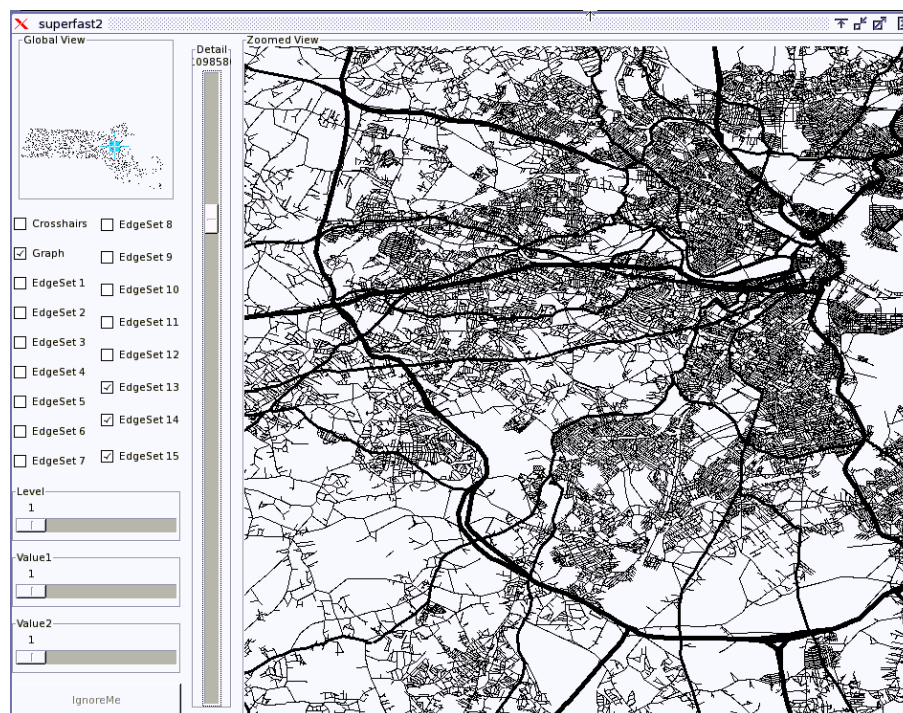 superfast2
Global View
Detail
Zoomed View
Crosshairs
Graph
EdgeSet 1
EdgeSet 2
EdgeSet 3
EdgeSet 4
EdgeSet 5
EdgeSet 6
EdgeSet 7
EdgeSet 8
EdgeSet 9
EdgeSet 10
EdgeSet 11
EdgeSet 12
EdgeSet 13
EdgeSet 14
EdgeSet 15
Level
1
Value1
1
Value2
1
IgnoreMe